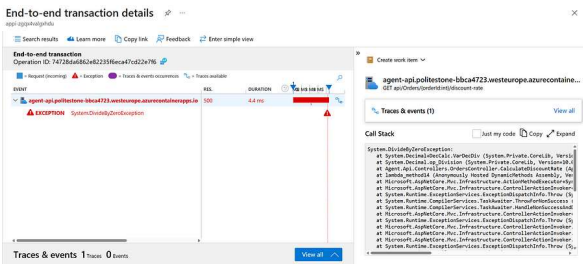 End-to-end transaction details
appi-zgqx4valgxhdu
Search results
Learn more
Copy link
Feedback
Enter simple view
End-to-end transaction
Operation ID: 74728da6862e82235f6eca47cd22e7f6
= Request (incoming)
= Exception
= Traces & events occurrences
= Traces available
EVENT
RES.
DURATION
agent-api.politestone-bbca4723.westeurope.azurecontainerapps.io
500
4.4 ms
EXCEPTION System.DivideByZeroException
Traces & events 1 Traces 0 Events
View all
Create work item
agent-api.politestone-bbca4723.westeurope.azurecontaine...
GET api/Orders/{orderId:int}/discount-rate
Traces & events (1)
View all
Call Stack
Just my code
Copy
Expand
System.DivideByZeroException:
at System.Decimal+DecCalc.VarDecDiv (System.Private.CoreLib, Versi
at System.Decimal.op_Division (System.Private.CoreLib, Version=10.
at Agent.Api.Controllers.OrdersController.CalculateDiscountRate (Ag
at lambda_method14 (Anonymously Hosted DynamicMethods Assembly, Ve
at Microsoft.AspNetCore.Mvc.Infrastructure.ActionMethodExecutor+Sy
at Microsoft.AspNetCore.Mvc.Infrastructure.ControllerActionInvoker
at System.Runtime.ExceptionServices.ExceptionDispatchInfo.Throw (Sy
at System.Runtime.CompilerServices.TaskAwaiter.ThrowForNonSuccess (
at System.Runtime.CompilerServices.TaskAwaiter.HandleNonSuccessAnd
at Microsoft.AspNetCore.Mvc.Infrastructure.ControllerActionInvoker
at System.Runtime.ExceptionServices.ExceptionDispatchInfo.Throw (Sy
at Microsoft.AspNetCore.Mvc.Infrastructure.ControllerActionInvoker.
at Microsoft.AspNetCore.Mvc.Infrastructure.ControllerActionInvoker.
at Microsoft.AspNetCore.Mvc.Infrastructure.ControllerActionInvoker
at System.Runtime.ExceptionServices.ExceptionDispatchInfo.Throw (Sy